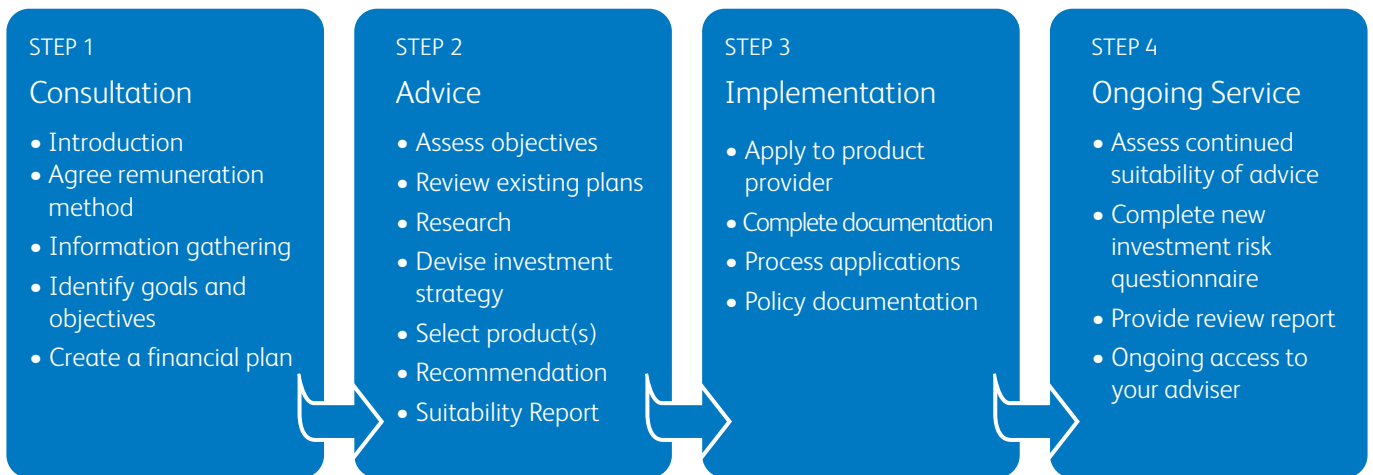 STEP 1
Consultation
• Introduction
• Agree remuneration
method
• Information gathering
• Identify goals and
objectives
• Create a financial plan
STEP 2
Advice
• Assess objectives
• Review existing plans
• Research
• Devise investment
strategy
• Select product(s)
• Recommendation
• Suitability Report
STEP 3
Implementation
• Apply to product
provider
• Complete documentation
• Process applications
• Policy documentation
STEP 4
Ongoing Service
• Assess continued
suitability of advice
• Complete new
investment risk
questionnaire
• Provide review report
• Ongoing access to
your adviser